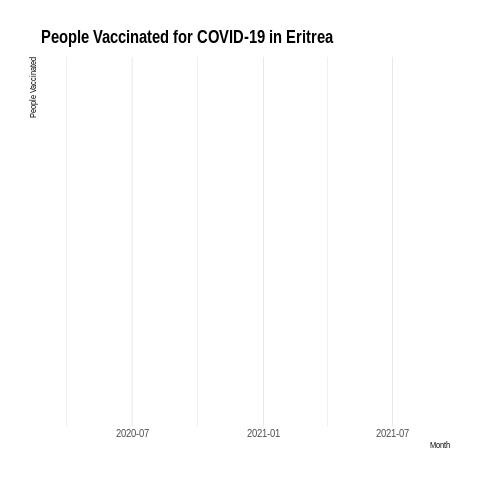 People Vaccinated for COVID-19 in Eritrea
People Vaccinated
2020-07
2021-01
2021-07
Month